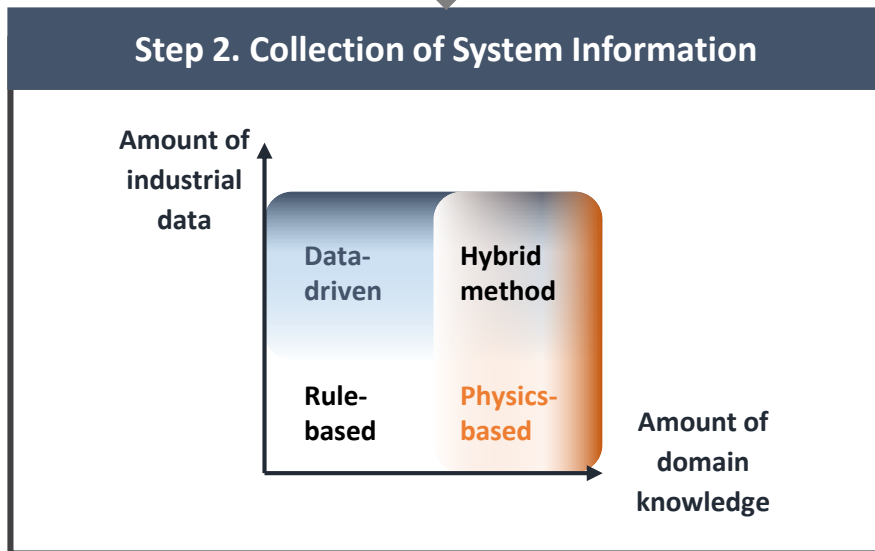 Step 2. Collection of System Information
Amount of
industrial
data
Data-
driven
Hybrid
method
Rule-
based
Physics-
based
Amount of
domain
knowledge